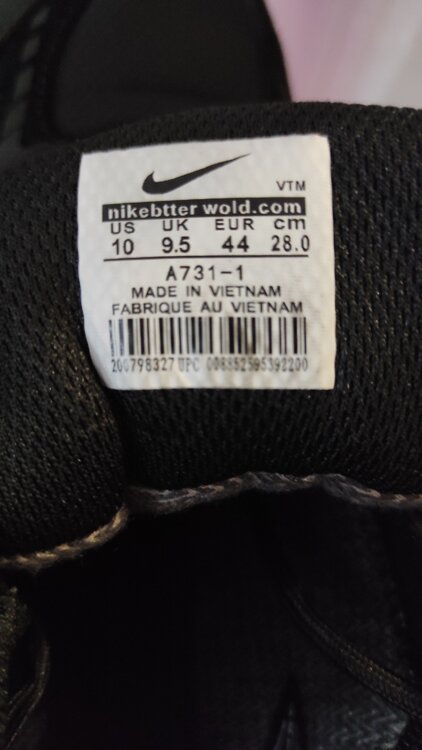 VTM
nikebtter wold.com
US UK EUR cm
10 9.5 44 28.0
A731-1
MADE IN VIETNAM
FABRIQUE AU VIETNAM
200798327 UPC 008852595392200